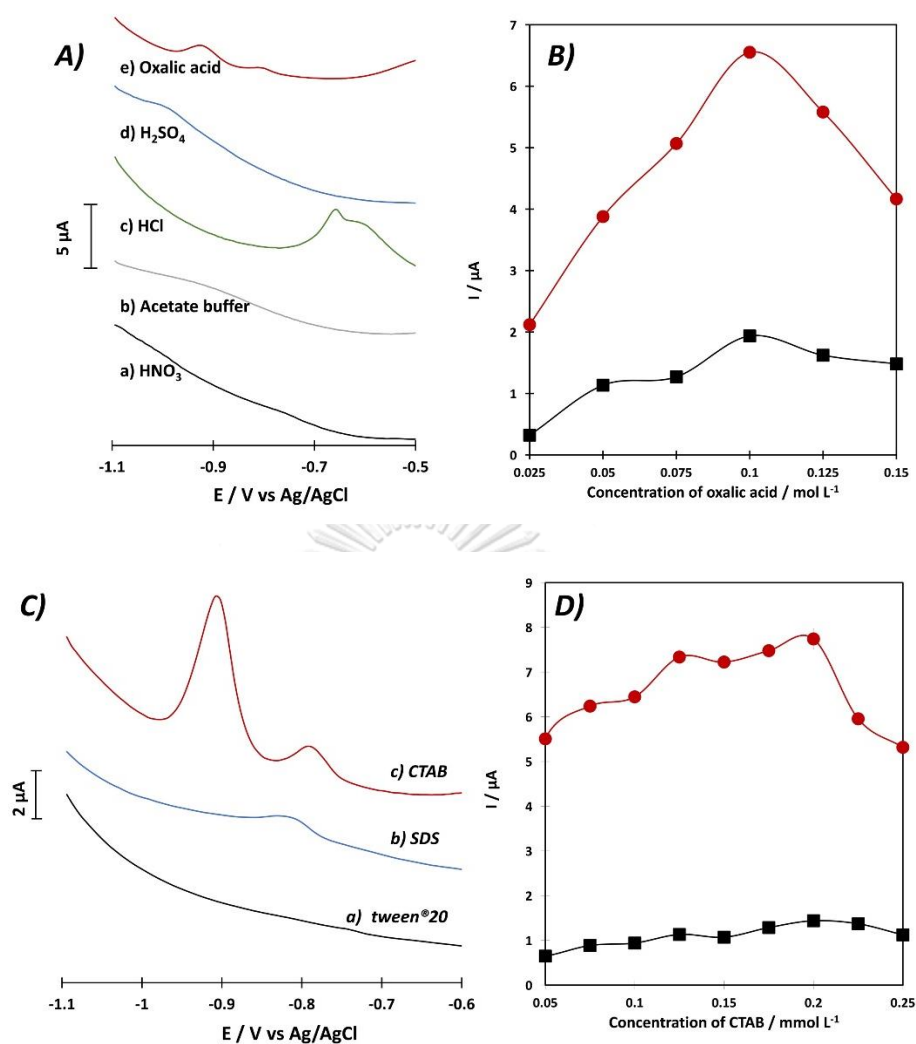 A)
e) Oxalic acid
d) H₂SO₄
c) HCl
b) Acetate buffer
a) HNO₃
5 µA
-1.1 -0.9 -0.7 -0.5
E / V vs Ag/AgCl
B)
I / µA
7
6
5
4
3
2
1
0
0.025 0.05 0.075 0.1 0.125 0.15
Concentration of oxalic acid / mol L⁻¹
C)
c) CTAB
b) SDS
a) tween®20
2 µA
-1.1 -1 -0.9 -0.8 -0.7 -0.6
E / V vs Ag/AgCl
D)
I / µA
9
8
7
6
5
4
3
2
1
0
0.05 0.1 0.15 0.2 0.25
Concentration of CTAB / mmol L⁻¹